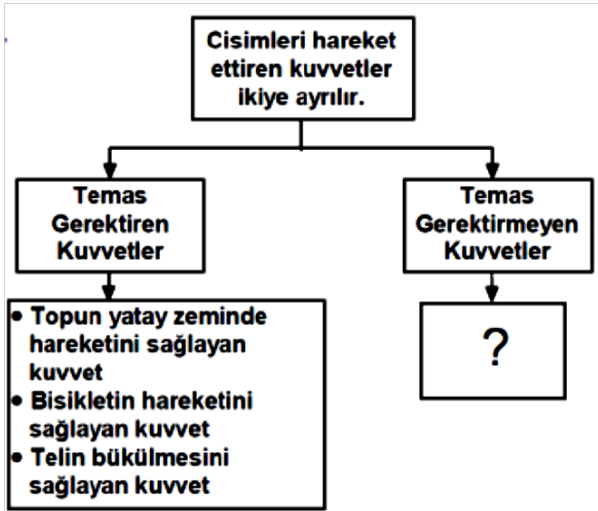 Cisimleri hareket
ettiren kuvvetler
ikiye ayrılır.
Temas
Gerektiren
Kuvvetler
Temas
Gerektirmeyen
Kuvvetler
• Topun yatay zeminde
hareketini sağlayan
kuvvet
• Bisikletin hareketini
sağlayan kuvvet
• Telin bükülmesini
sağlayan kuvvet
?